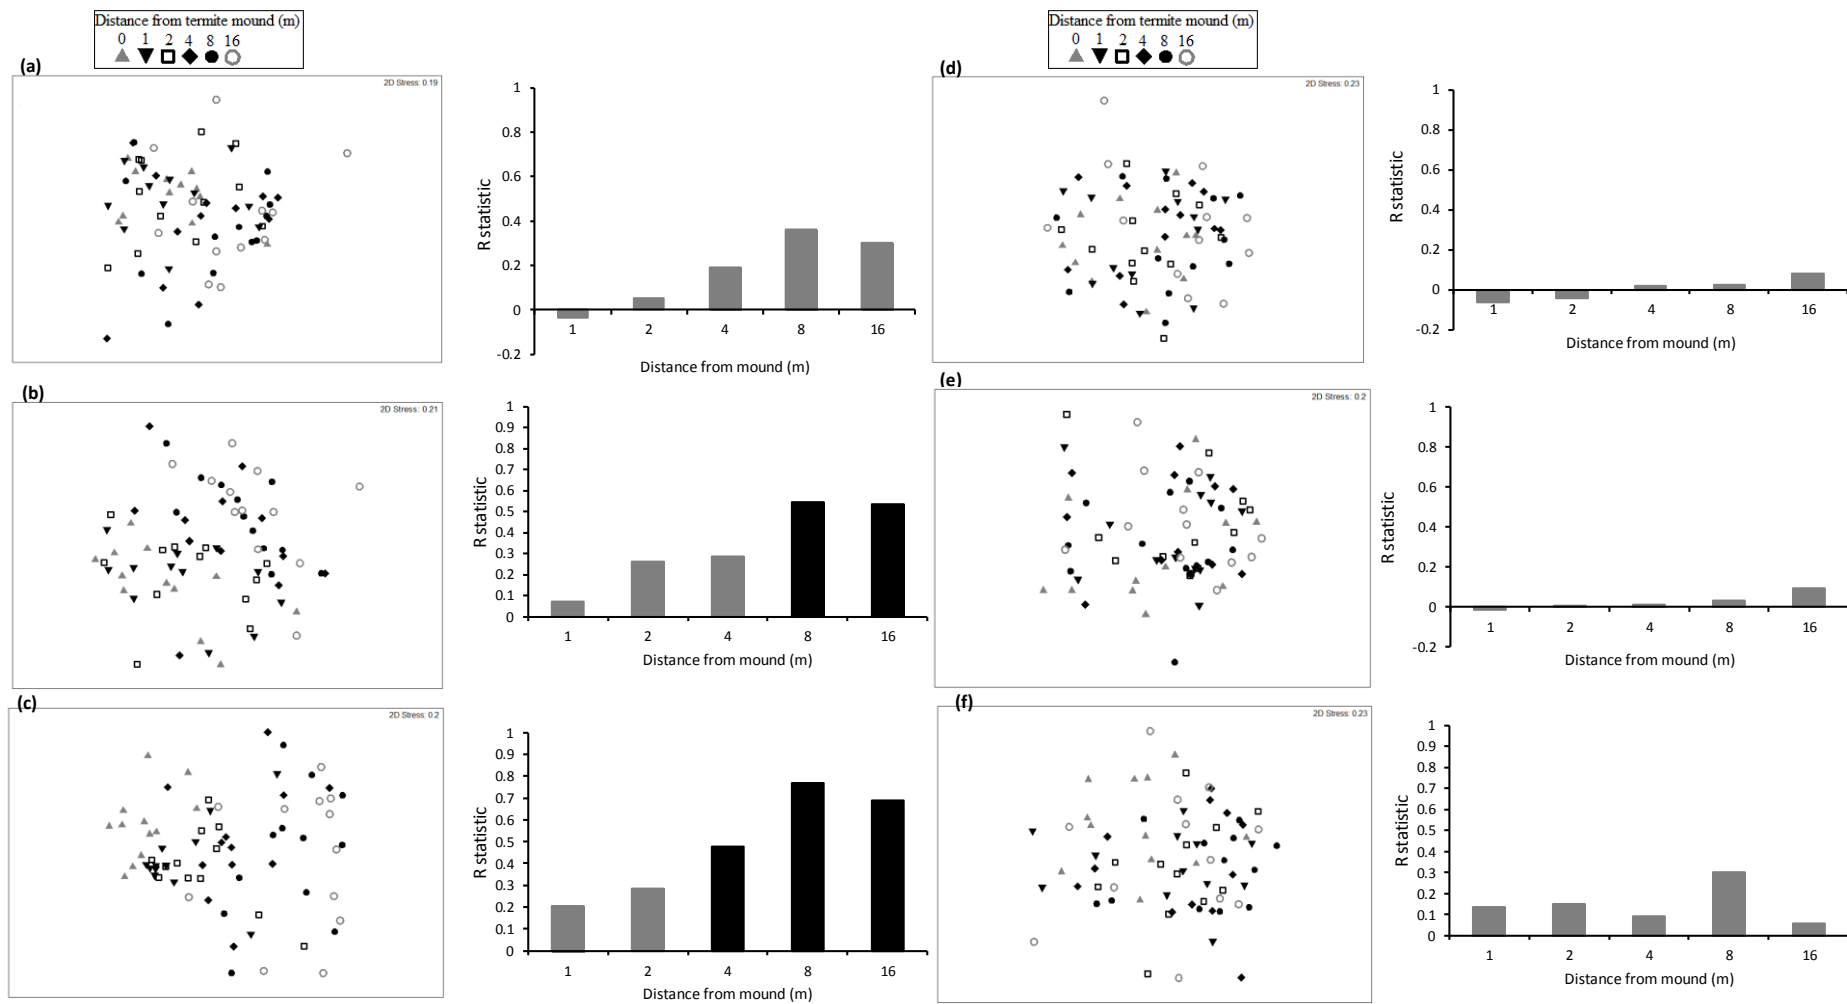 Distance from termite mound (m)
0 1 2 4 8 16
(a)
2D Stress: 0.19
1
0.8
0.6
0.4
0.2
0
-0.2
R statistic
1 2 4 8 16
Distance from mound (m)
(b)
2D Stress: 0.21
1
0.9
0.8
0.7
0.6
0.5
0.4
0.3
0.2
0.1
0
R statistic
1 2 4 8 16
Distance from mound (m)
(c)
2D Stress: 0.2
1
0.9
0.8
0.7
0.6
0.5
0.4
0.3
0.2
0.1
0
R statistic
1 2 4 8 16
Distance from mound (m)
Distance from termite mound (m)
0 1 2 4 8 16
(d)
2D Stress: 0.23
1
0.8
0.6
0.4
0.2
0
-0.2
R statistic
1 2 4 8 16
Distance from mound (m)
(e)
2D Stress: 0.2
1
0.8
0.6
0.4
0.2
0
-0.2
R statistic
1 2 4 8 16
Distance from mound (m)
(f)
2D Stress: 0.23
1
0.9
0.8
0.7
0.6
0.5
0.4
0.3
0.2
0.1
0
R statistic
1 2 4 8 16
Distance from mound (m)